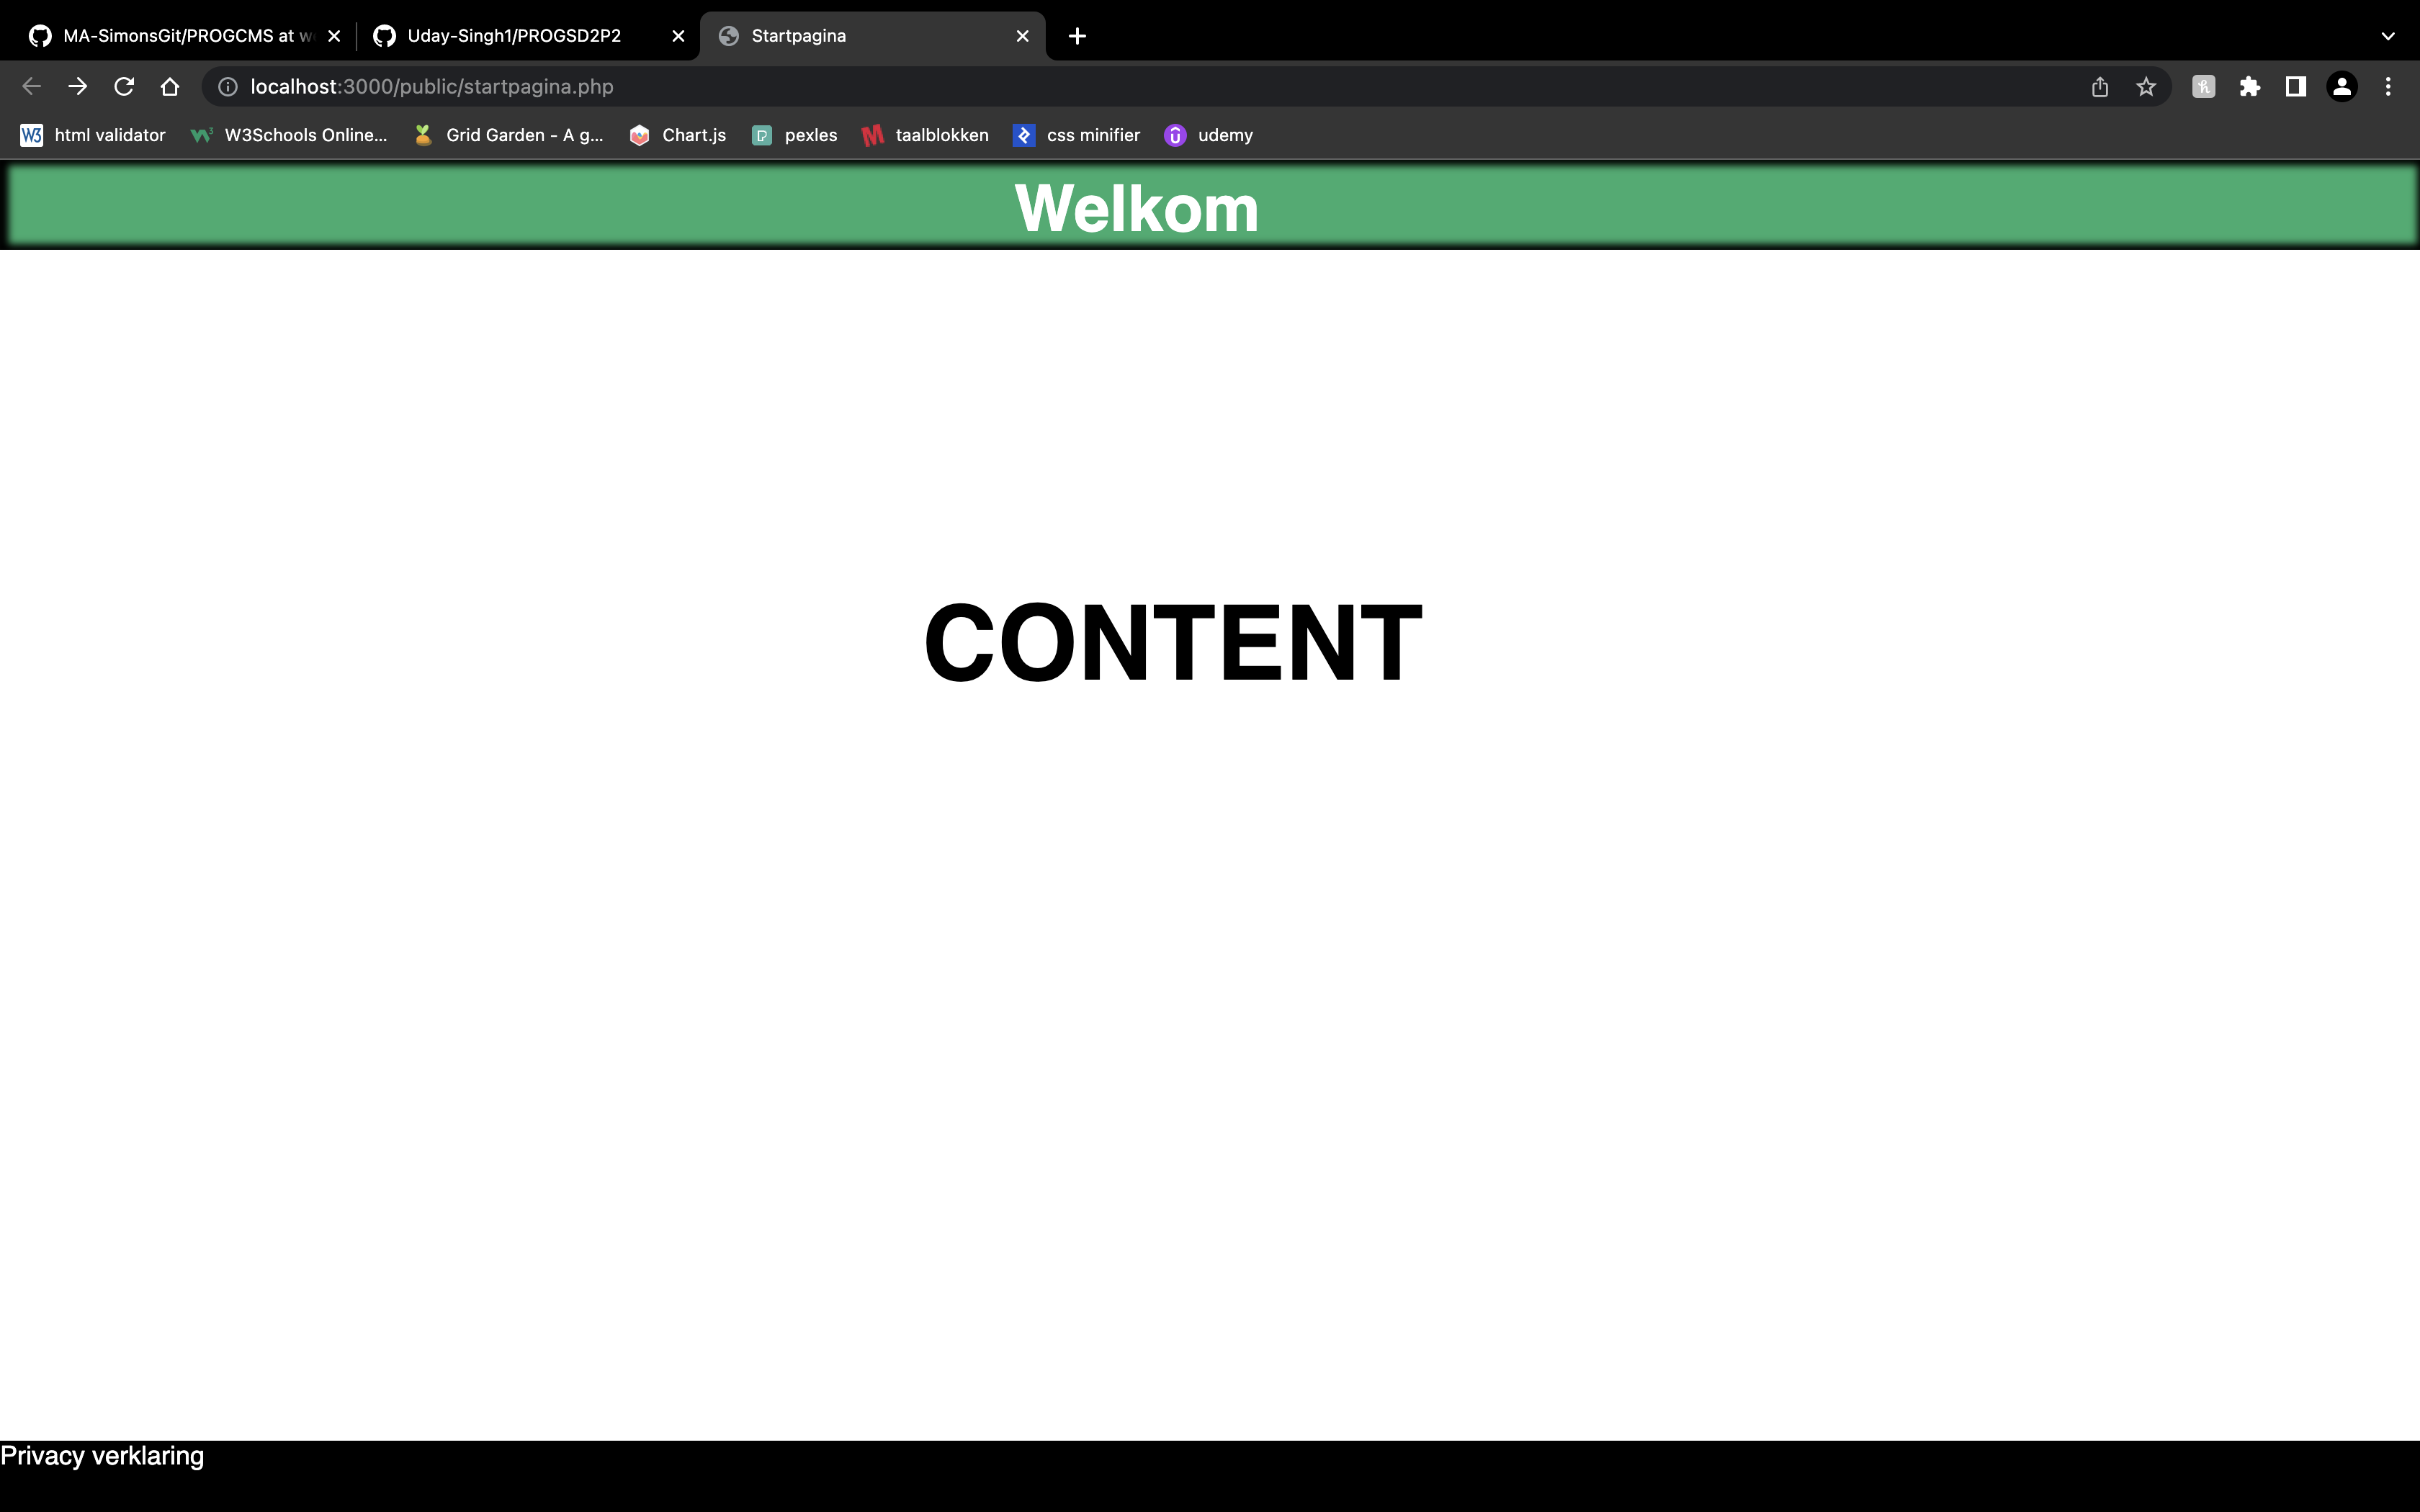 MA-SimonsGit/PROGCMS at w
Uday-Singh1/PROGSD2P2
Startpagina
localhost:3000/public/startpagina.php
W3 html validator
W3Schools Online...
Grid Garden - A g...
Chart.js
pexles
taalblokken
css minifier
udemy
Welkom
CONTENT
Privacy verklaring